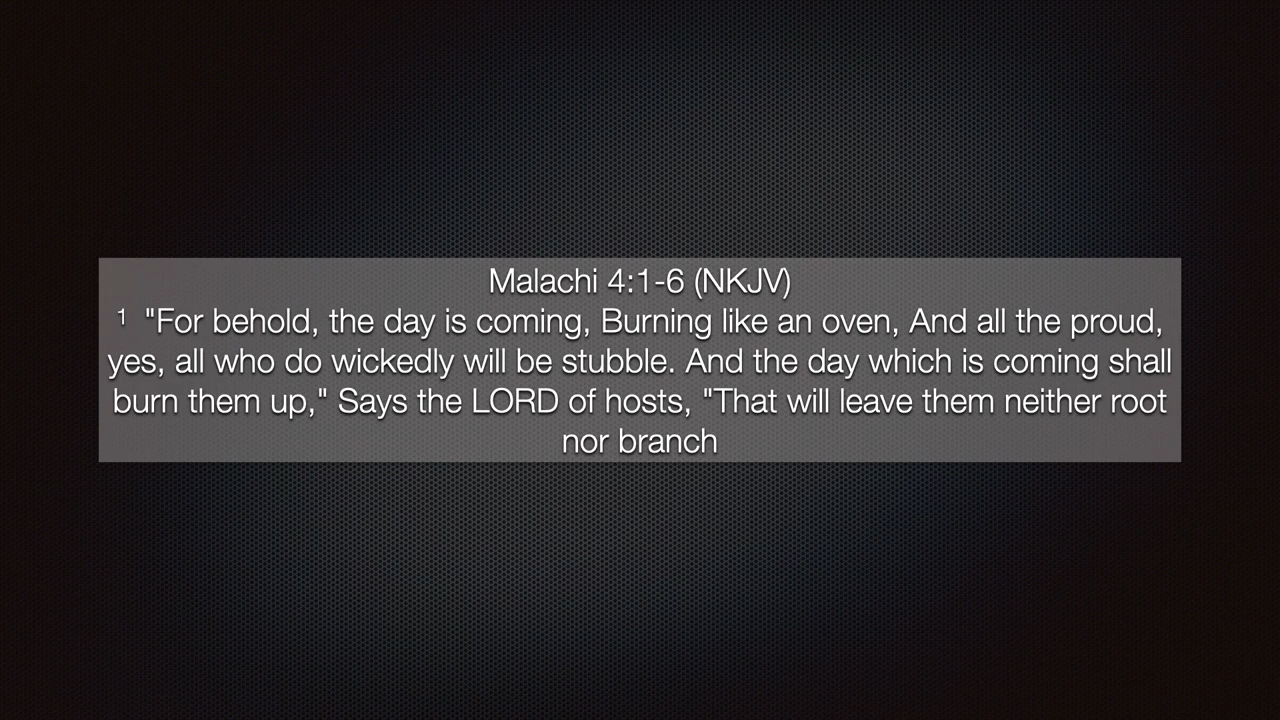 Malachi 4:1-6 (NKJV)
1 "For behold, the day is coming, Burning like an oven, And all the proud,
yes, all who do wickedly will be stubble. And the day which is coming shall
burn them up," Says the LORD of hosts, "That will leave them neither root
nor branch